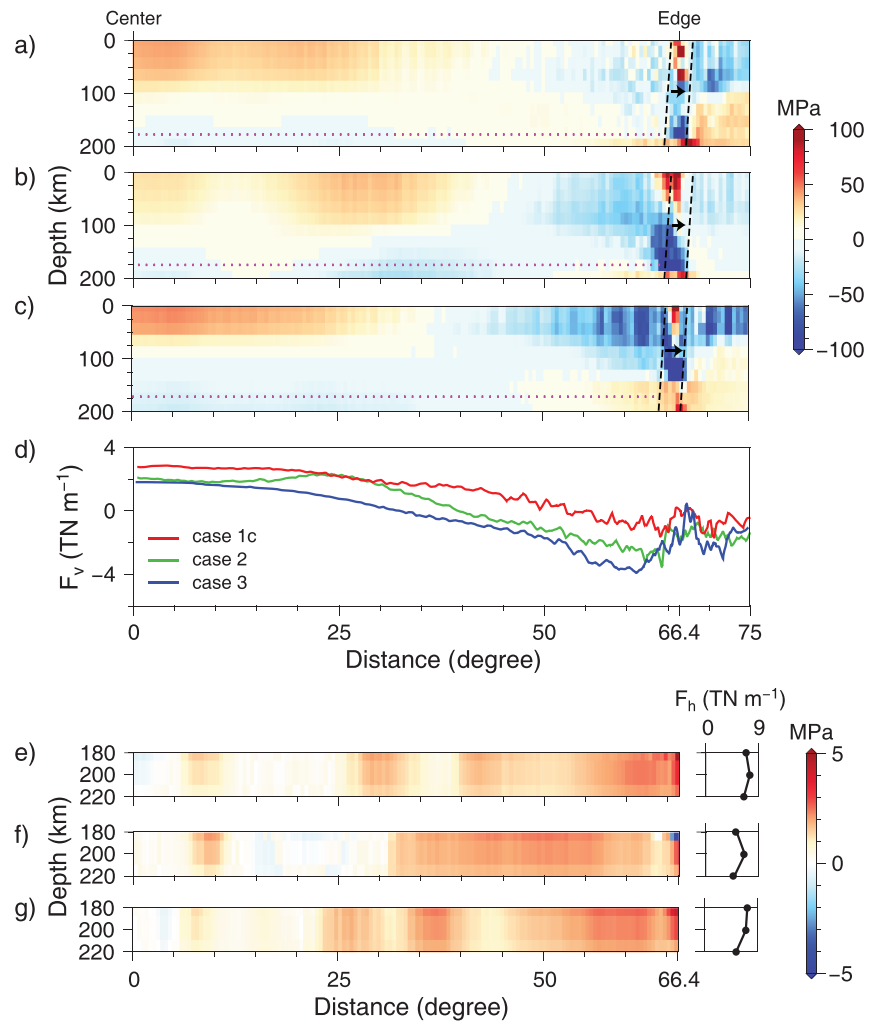 Center Edge
a)
0
100
200
MPa
100
50
0
−50
−100
b)
0
100
200
Depth (km)
c)
0
100
200
d)
4
0
−4
Fv (TN m−1)
case 1c
case 2
case 3
0 25 50 66.4 75
Distance (degree)
Fh (TN m−1)
0 9
MPa
5
0
−5
e)
180
200
220
f)
180
200
220
Depth (km)
g)
180
200
220
0 25 50 66.4
Distance (degree)